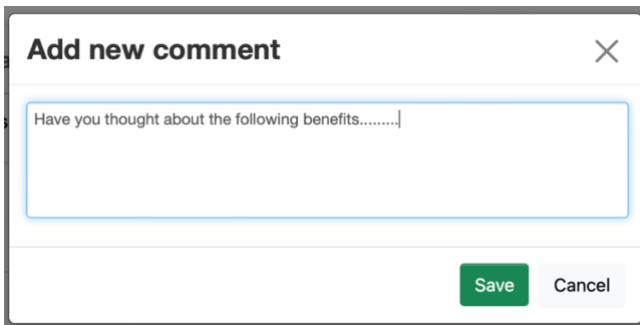 Add new comment
Have you thought about the following benefits.........
Save Cancel